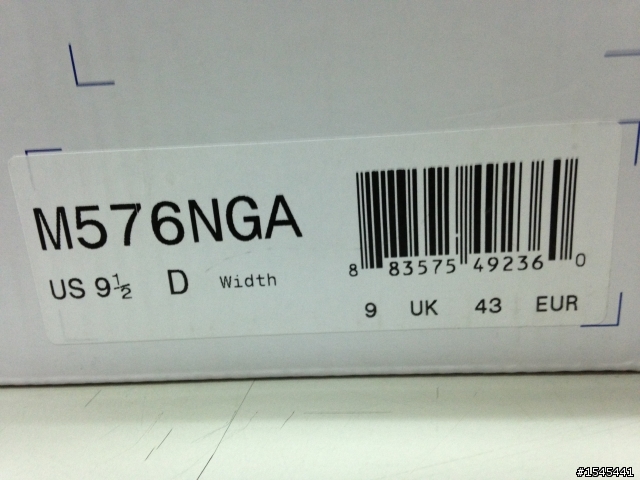 M576NGA
US 9½ D Width
8 83575 49236 0
9 UK 43 EUR
#1545441